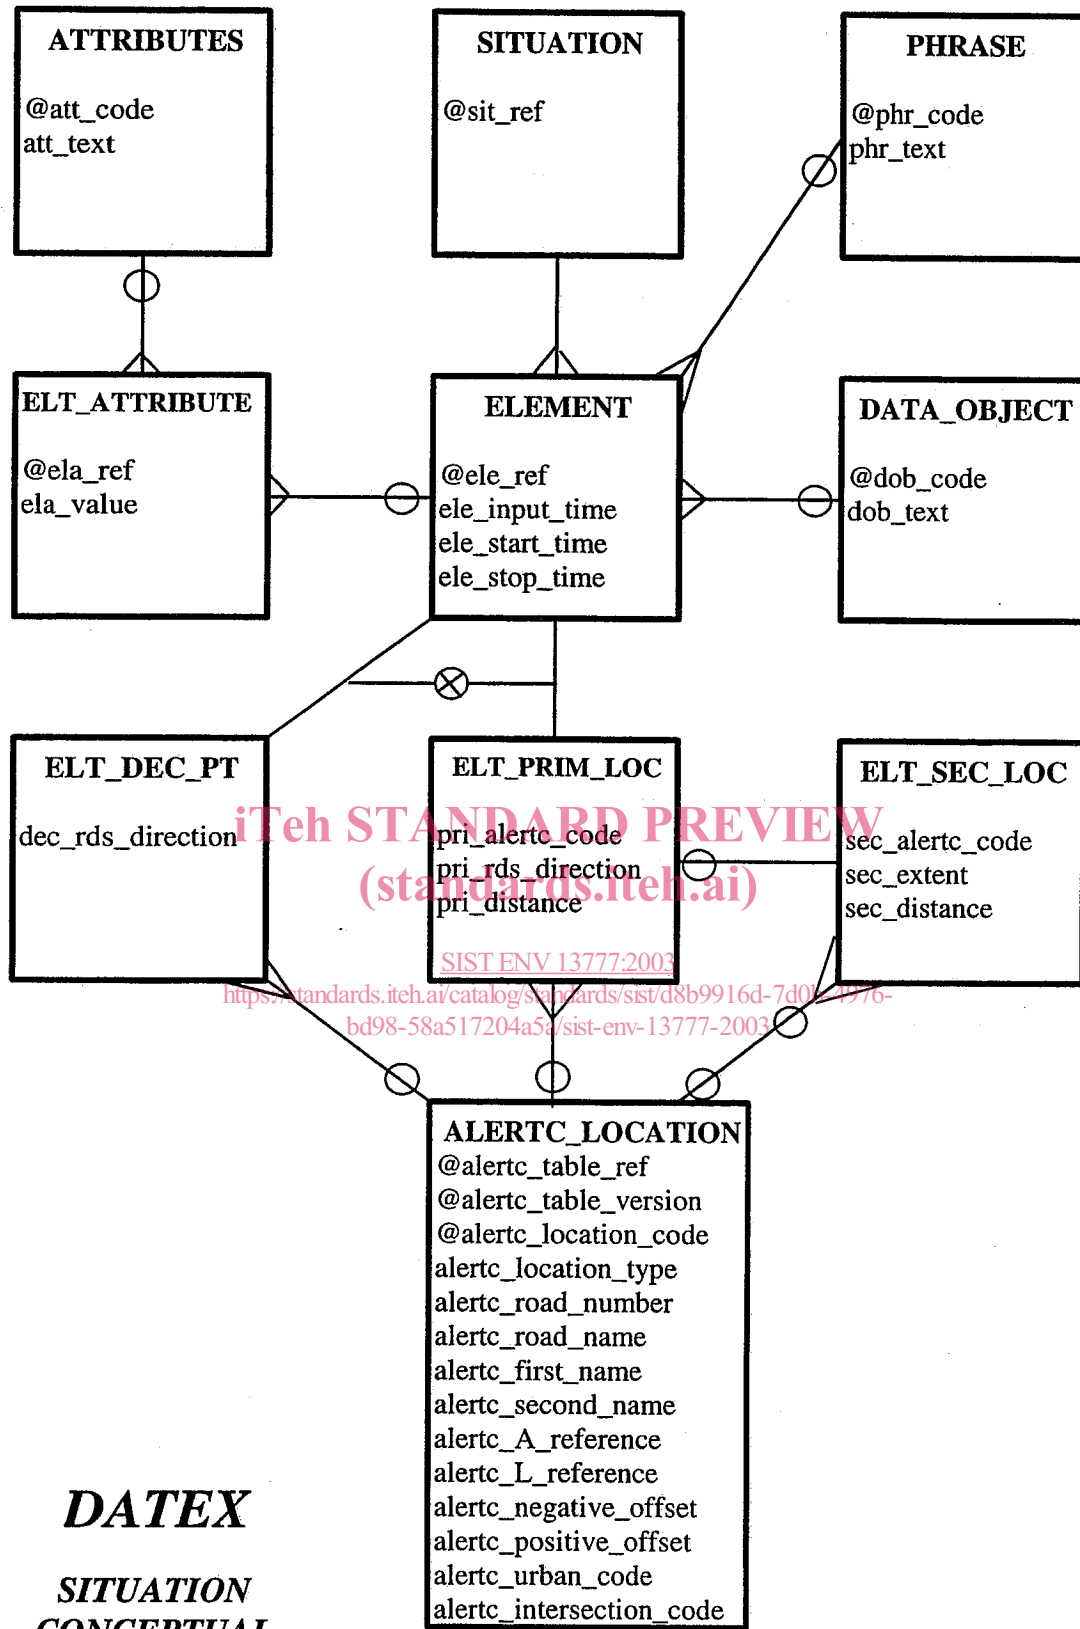 ATTRIBUTES
@att_code
att_text
SITUATION
@sit_ref
PHRASE
@phr_code
phr_text
ELT_ATTRIBUTE
@ela_ref
ela_value
ELEMENT
@ele_ref
ele_input_time
ele_start_time
ele_stop_time
DATA_OBJECT
@dob_code
dob_text
ELT_DEC_PT
dec_rds_direction
ELT_PRIM_LOC
pri_alertc_code
pri_rds_direction
pri_distance
ELT_SEC_LOC
sec_alertc_code
sec_extent
sec_distance
iTeh STANDARD PREVIEW
(standards.iteh.ai)
SIST ENV 13777:2003
https://standards.iteh.ai/catalog/standards/sist/d8b9916d-7d0b-4976-
bd98-58a517204a5a/sist-env-13777-2003
ALERTC_LOCATION
@alertc_table_ref
@alertc_table_version
@alertc_location_code
alertc_location_type
alertc_road_number
alertc_road_name
alertc_first_name
alertc_second_name
alertc_A_reference
alertc_L_reference
alertc_negative_offset
alertc_positive_offset
alertc_urban_code
alertc_intersection_code
DATEX
SITUATION
CONCEPTUAL